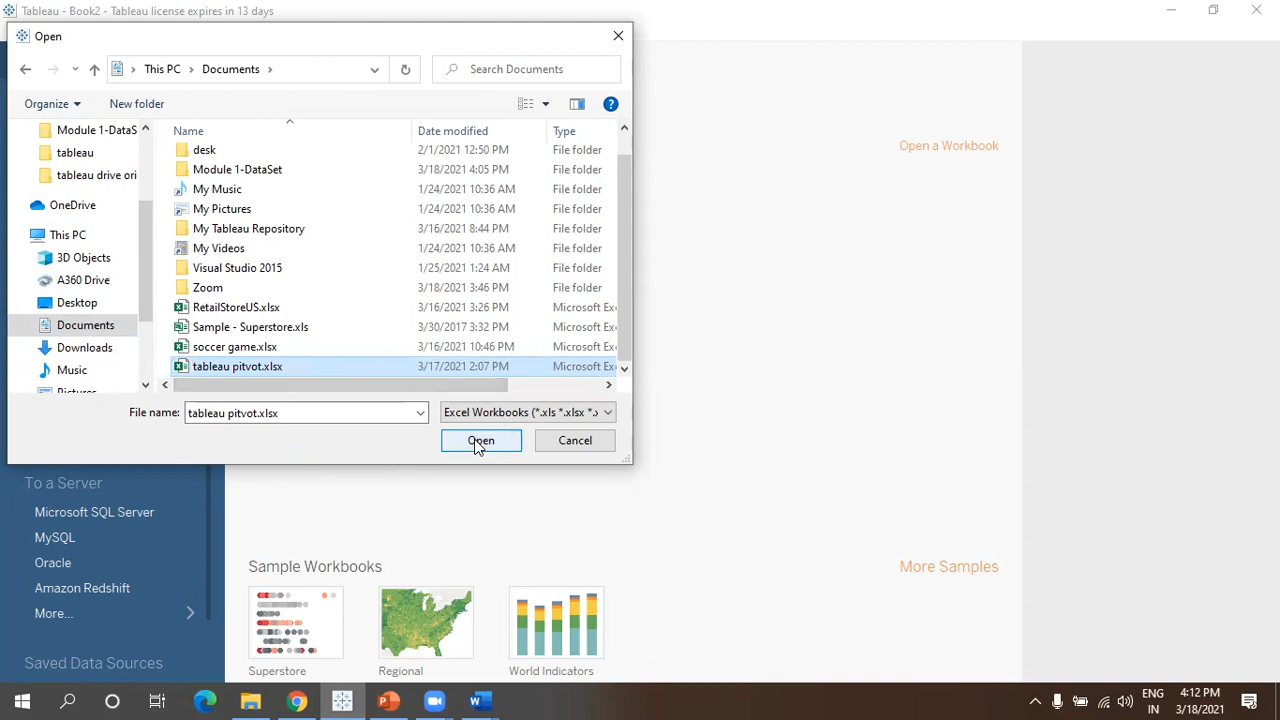 Tableau - Book2 - Tableau license expires in 13 days
Open
This PC > Documents >
Search Documents
Organize
New folder
Name
Date modified
Type
Module 1-DataS
tableau
tableau drive ori
OneDrive
This PC
3D Objects
A360 Drive
Desktop
Documents
Downloads
Music
desk 2/1/2021 12:50 PM File folder
Module 1-DataSet 3/18/2021 4:05 PM File folder
My Music 1/24/2021 10:36 AM File folder
My Pictures 1/24/2021 10:36 AM File folder
My Tableau Repository 3/16/2021 8:44 PM File folder
My Videos 1/24/2021 10:36 AM File folder
Visual Studio 2015 1/25/2021 1:24 AM File folder
Zoom 3/18/2021 3:46 PM File folder
RetailStoreUS.xlsx 3/16/2021 3:26 PM Microsoft Ex
Sample - Superstore.xls 3/30/2017 3:32 PM Microsoft Ex
soccer game.xlsx 3/16/2021 10:46 PM Microsoft Ex
tableau pitvot.xlsx 3/17/2021 2:07 PM Microsoft Ex
File name: tableau pitvot.xlsx
Excel Workbooks (*.xls *.xlsx *.x
Open
Cancel
Open a Workbook
To a Server
Microsoft SQL Server
MySQL
Oracle
Amazon Redshift
More...
Saved Data Sources
Sample Workbooks
More Samples
Superstore
Regional
World Indicators
ENG
IN
4:12 PM
3/18/2021